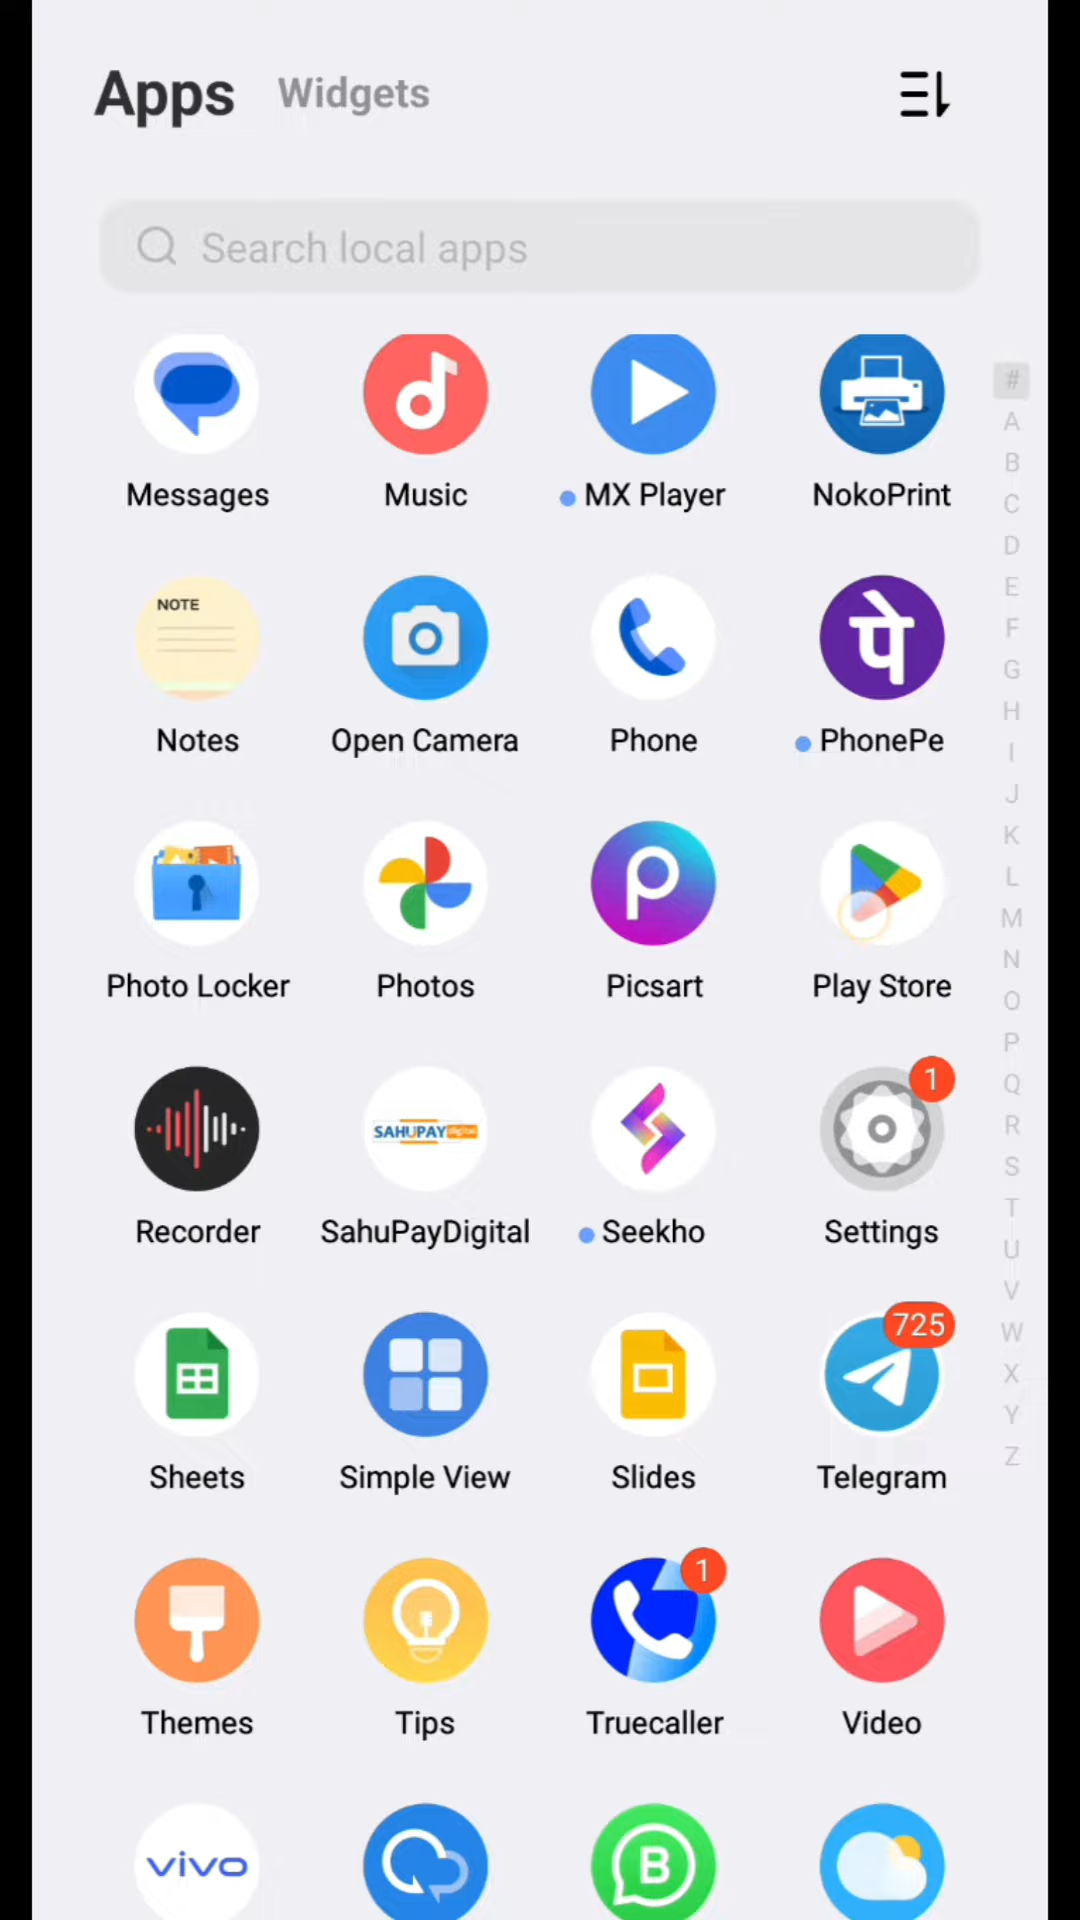 Apps Widgets
Search local apps
#
A
B
C
D
E
F
G
H
I
J
K
L
M
N
O
P
Q
R
S
T
U
V
W
X
Y
Z
Messages Music MX Player NokoPrint
NOTE
पे
Notes Open Camera Phone PhonePe
Photo Locker Photos Picsart Play Store
1
SAHUPAY digital
Recorder SahuPayDigital Seekho Settings
725
Sheets Simple View Slides Telegram
1
Themes Tips Truecaller Video
vivo B